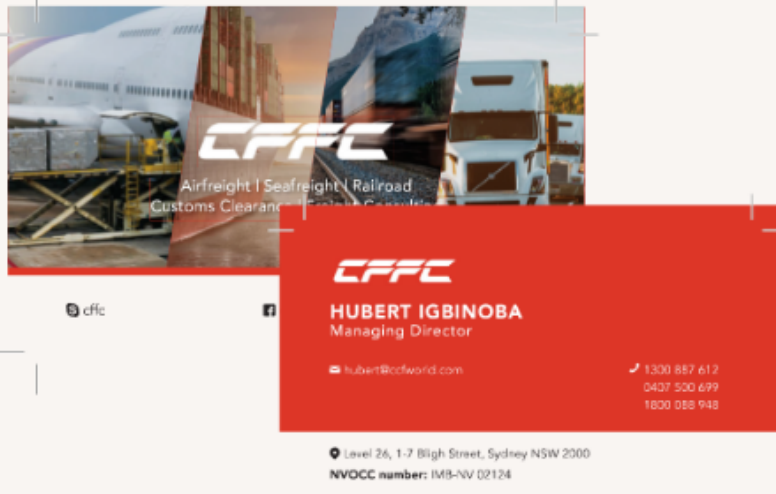 CFFC
Airfreight | Seafreight | Railroad
Customs Clearance | Freight Consulting
cffc
CFFC
HUBERT IGBINOBA
Managing Director
hubert@ccfworld.com
1300 887 612
0407 500 699
1800 088 948
Level 26, 1-7 Bligh Street, Sydney NSW 2000
NVOCC number: IMB-NV 02124